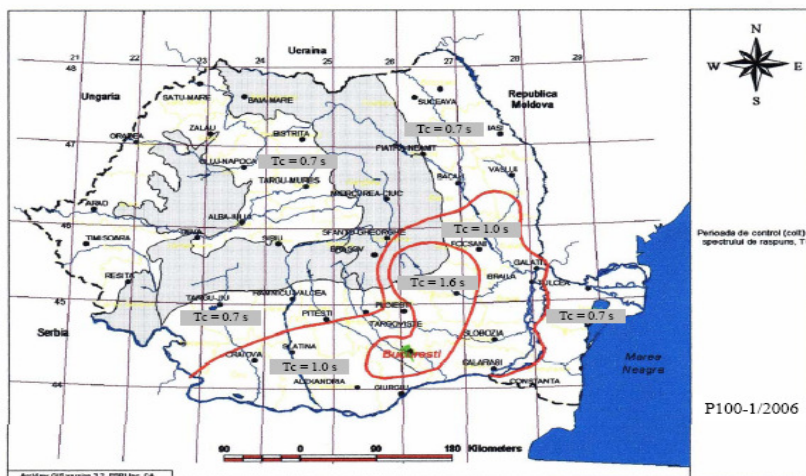 21
22
23
24
25
26
27
28
29
48
Ucraina
N
W E
S
Ungaria
SATU-MARE
BAIA-MARE
SUCEAVA
Republica
Moldova
47
ORADEA
ZALAU
BISTRITA
Tc = 0.7 s
IASI
PIATRA NEAMT
CLUJ-NAPOCA
Tc = 0.7 s
TARGU-MURES
BACAU
VASLUI
MIERCUREA-CIUC
46
ARAD
ALBA-IULIA
Tc = 1.0 s
TIMISOARA
DEVA
SIBIU
SFANTU-GHEORGHE
BRASOV
FOCSANI
Perioada de control (colt)
spectrului de raspuns, T
GALATI
RESITA
Tc = 1.6 s
BRAILA
TULCEA
45
TARGU-JIU
RAMNICU-VALCEA
Tc = 0.7 s
PITESTI
PLOIESTI
TARGOVISTE
Tc = 0.7 s
Serbia
SLOBOZIA
CRAIOVA
SLATINA
Bucuresti
Marea
Neagra
Tc = 1.0 s
CALARASI
44
ALEXANDRIA
GIURGIU
CONSTANTA
P100-1/2006
90 0 90 180 Kilometers